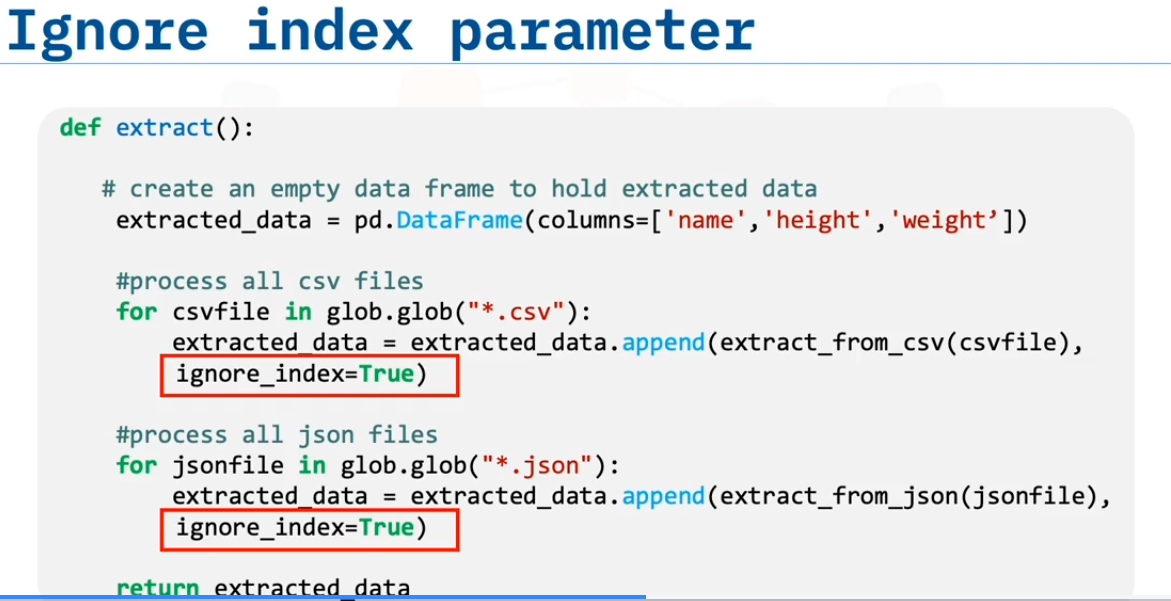 Ignore index parameter
def extract():
# create an empty data frame to hold extracted data
extracted_data = pd.DataFrame(columns=['name','height','weight’])
#process all csv files
for csvfile in glob.glob("*.csv"):
extracted_data = extracted_data.append(extract_from_csv(csvfile),
ignore_index=True)
#process all json files
for jsonfile in glob.glob("*.json"):
extracted_data = extracted_data.append(extract_from_json(jsonfile),
ignore_index=True)
return extracted_data